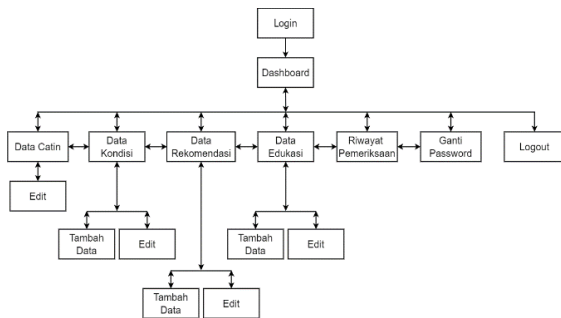 Login
Dashboard
Data Catin
Data
Kondisi
Data
Rekomendasi
Data
Edukasi
Riwayat
Pemeriksaan
Ganti
Password
Logout
Edit
Tambah
Data
Edit
Tambah
Data
Edit
Tambah
Data
Edit